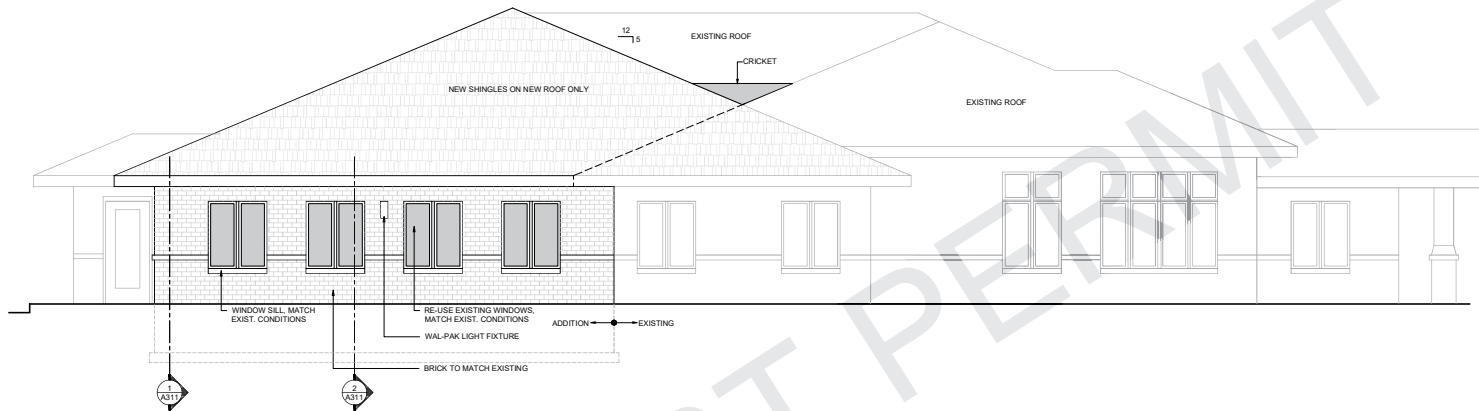 12
5
EXISTING ROOF
CRICKET
NEW SHINGLES ON NEW ROOF ONLY
EXISTING ROOF
WINDOW SILL, MATCH
EXIST. CONDITIONS
RE-USE EXISTING WINDOWS,
MATCH EXIST. CONDITIONS
WAL-PAK LIGHT FIXTURE
BRICK TO MATCH EXISTING
ADDITION
EXISTING
1
A311
2
A311
PERMIT